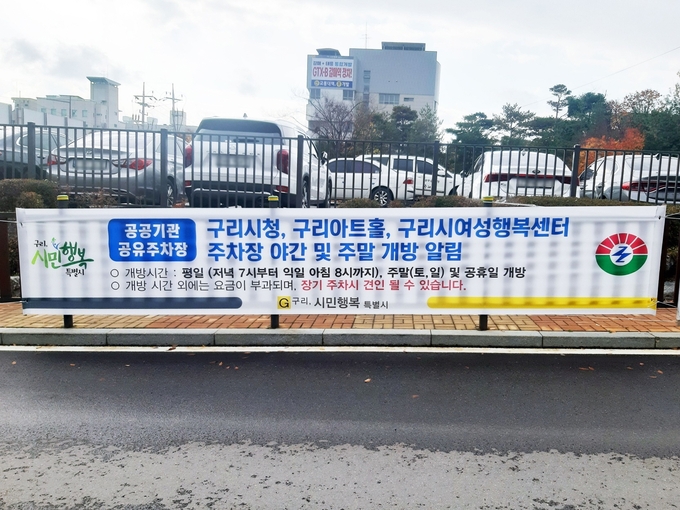 GTX-B 갈매역 정차!
구리,
시민행복
특별시
공공기관
공유주차장
구리시청, 구리아트홀, 구리시여성행복센터
주차장 야간 및 주말 개방 알림
○ 개방시간 : 평일 (저녁 7시부터 익일 아침 8시까지), 주말(토,일) 및 공휴일 개방
○ 개방 시간 외에는 요금이 부과되며, 장기 주차시 견인 될 수 있습니다.
G 구리, 시민행복 특별시